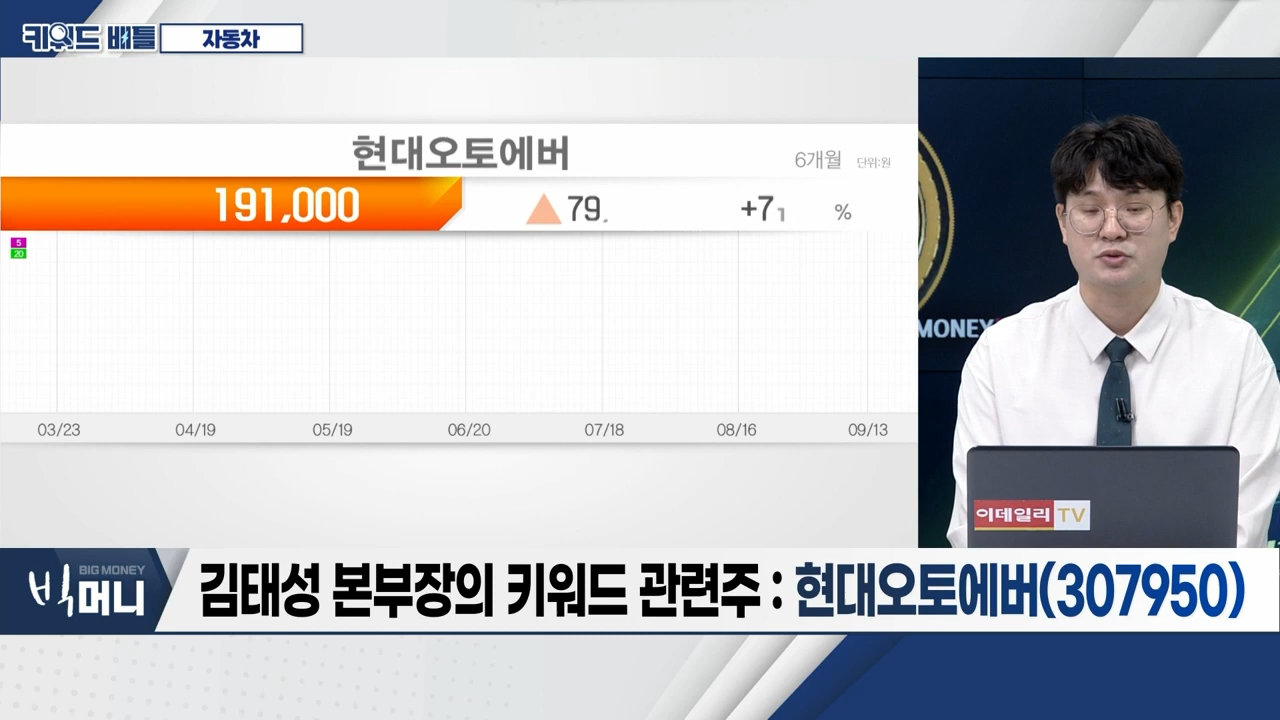 키워드 배틀 자동차
현대오토에버
6개월 단위:원
191,000 ▲ 79 +7 %
5
20
03/23 04/19 05/19 06/20 07/18 08/16 09/13
MONEY
이데일리 TV
BIG MONEY
빅머니
김태성 본부장의 키워드 관련주 : 현대오토에버(307950)